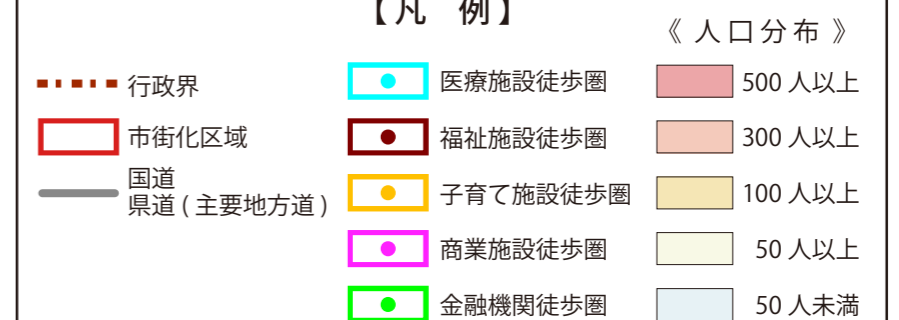 【凡 例】
行政界
市街化区域
国道
県道 ( 主要地方道 )
医療施設徒歩圏
福祉施設徒歩圏
子育て施設徒歩圏
商業施設徒歩圏
金融機関徒歩圏
《 人口分布 》
500 人以上
300 人以上
100 人以上
50 人以上
50 人未満